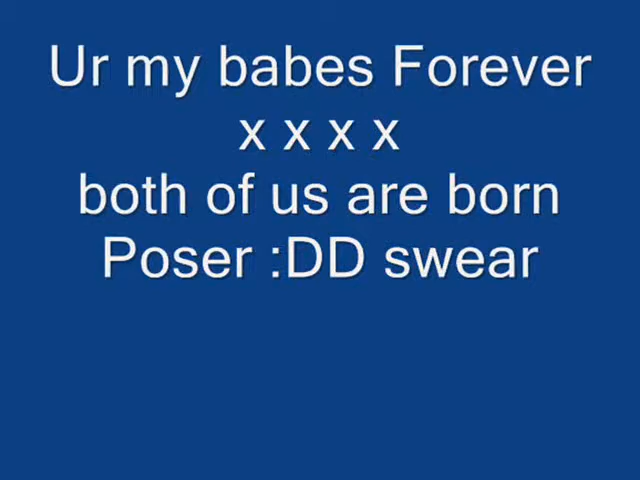 Ur my babes Forever
x x x x
both of us are born
Poser :DD swear